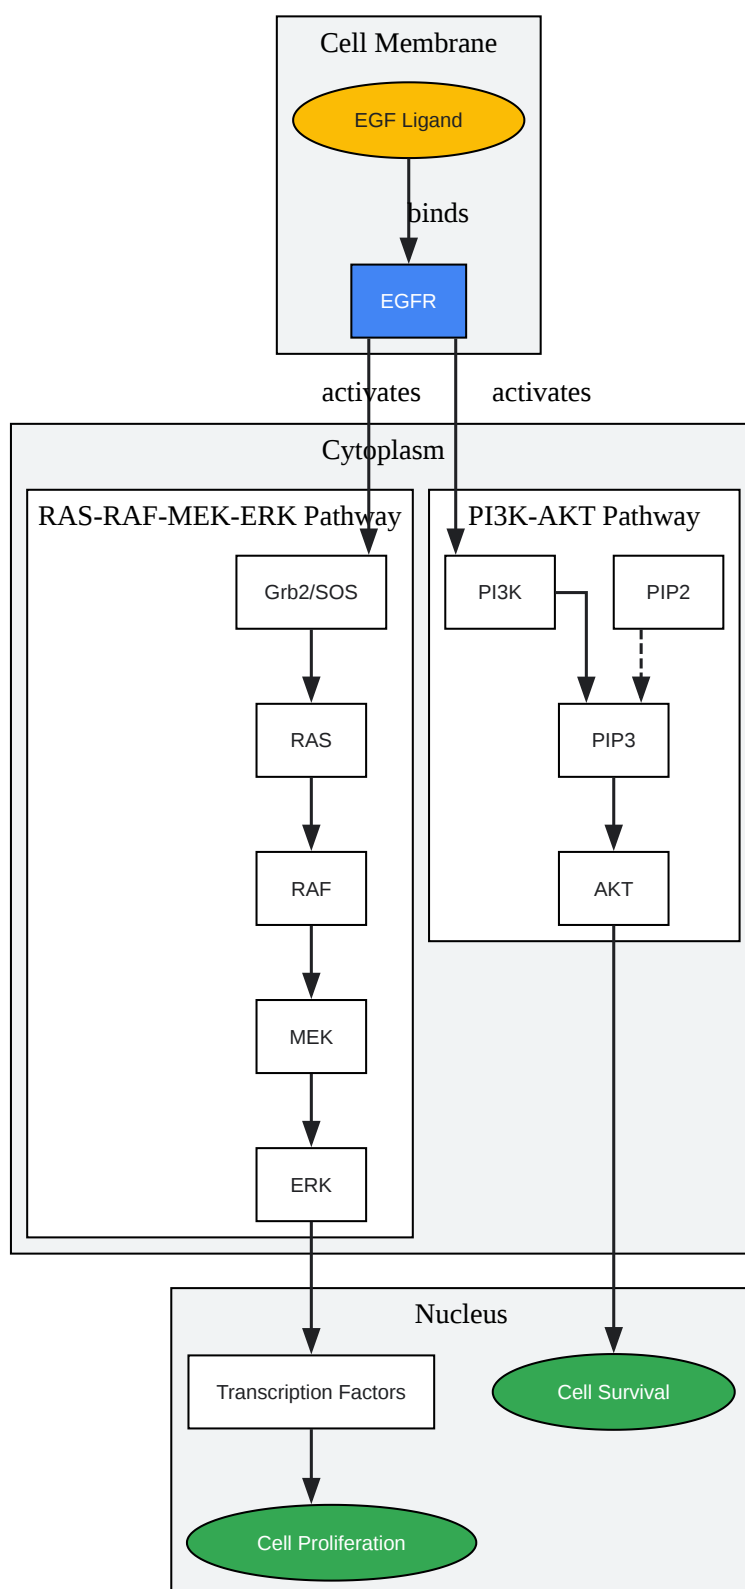 Cell Membrane
EGF Ligand
binds
EGFR
activates
activates
Cytoplasm
RAS-RAF-MEK-ERK Pathway
PI3K-AKT Pathway
Grb2/SOS
PI3K
PIP2
RAS
PIP3
RAF
AKT
MEK
ERK
Nucleus
Transcription Factors
Cell Survival
Cell Proliferation